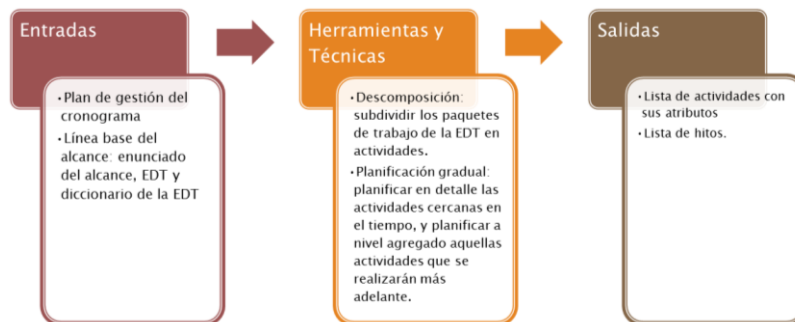 Entradas
• Plan de gestión del
cronograma
• Línea base del
alcance: enunciado
del alcance, EDT y
diccionario de la EDT
Herramientas y
Técnicas
• Descomposición:
subdividir los paquetes
de trabajo de la EDT en
actividades.
• Planificación gradual:
planificar en detalle las
actividades cercanas en
el tiempo, y planificar a
nivel agregado aquellas
actividades que se
realizarán más
adelante.
Salidas
• Lista de actividades con
sus atributos
• Lista de hitos.